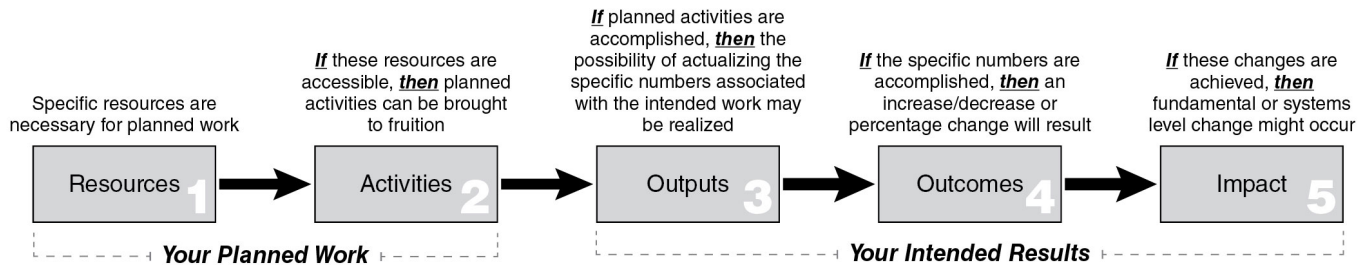 Specific resources are
necessary for planned work
If these resources are
accessible, then planned
activities can be brought
to fruition
If planned activities are
accomplished, then the
possibility of actualizing the
specific numbers associated
with the intended work may
be realized
If the specific numbers are
accomplished, then an
increase/decrease or
percentage change will result
If these changes are
achieved, then
fundamental or systems
level change might occur
Resources 1
Activities 2
Outputs 3
Outcomes 4
Impact 5
Your Planned Work
Your Intended Results